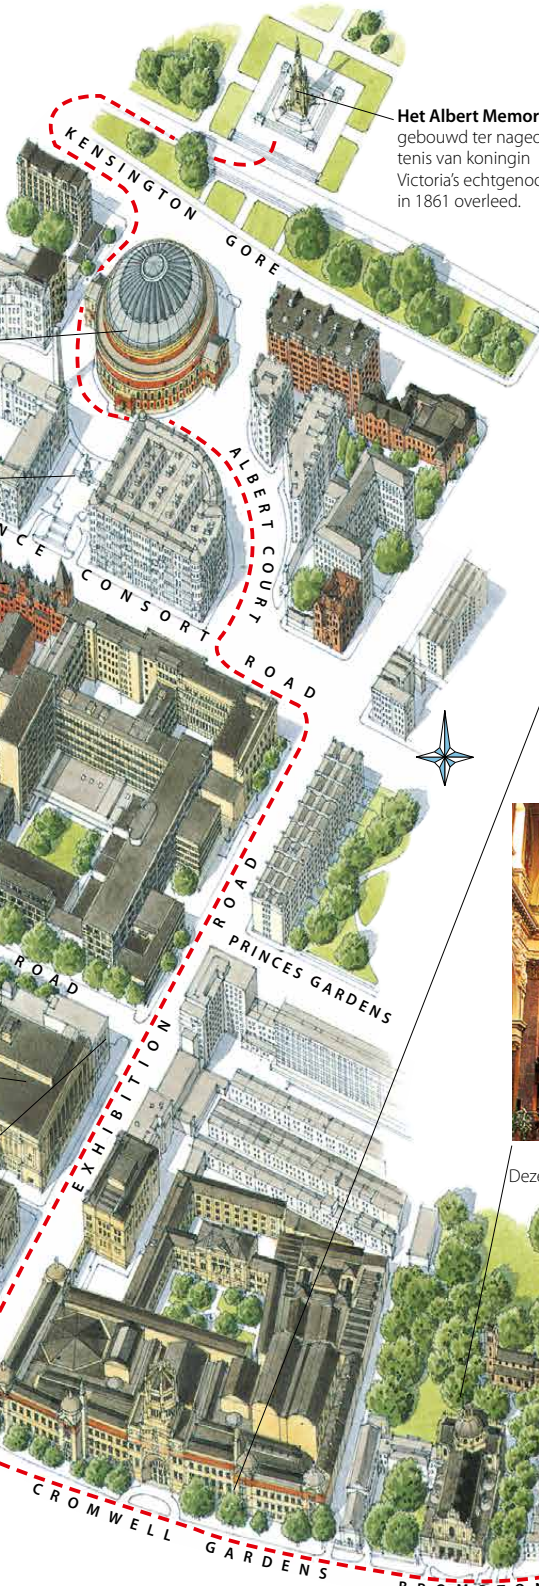 Het Albert Memor
gebouwd ter nageд
tenis van koningin
Victoria's echtgenoo
in 1861 overleed.
KENSINGTON GORE
ALBERT COURT
NCE CONSORT ROAD
PRINCES GARDENS
ROAD
EXHIBITION ROAD
Deze
CROMWELL GARDENS